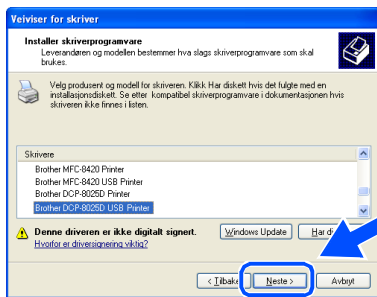 Veiviser for skriver
Installer skriverprogramvare
Leverandøren og modellen bestemmer hva slags skriverprogramvare som skal
brukes.
Velg produsent og modell for skriveren. Klikk Har diskett hvis det fulgte med en
installasjonsdiskett. Se etter kompatibel skriverprogramvare i dokumentasjonen hvis
skriveren ikke finnes i listen.
Skrivere
Brother MFC-8420 Printer
Brother MFC-8420 USB Printer
Brother DCP-8025D Printer
Brother DCP-8025D USB Printer
Denne driveren er ikke digitalt signert.
Windows Update
Har
Hvorfor er driversignering viktig?
< Tilbake
Neste >
Avbryt